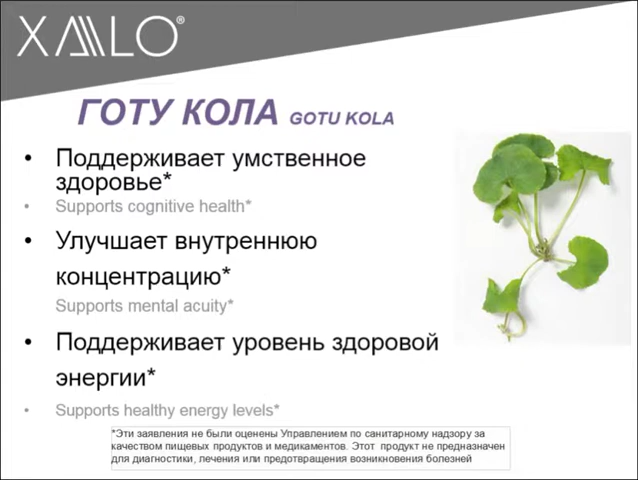 XALO®
ГОТУ КОЛА GOTU KOLA
• Поддерживает умственное
здоровье*
• Supports cognitive health*
• Улучшает внутреннюю
концентрацию*
Supports mental acuity*
• Поддерживает уровень здоровой
энергии*
• Supports healthy energy levels*
*Эти заявления не были оценены Управлением по санитарному надзору за
качеством пищевых продуктов и медикаментов. Этот продукт не предназначен
для диагностики, лечения или предотвращения возникновения болезней